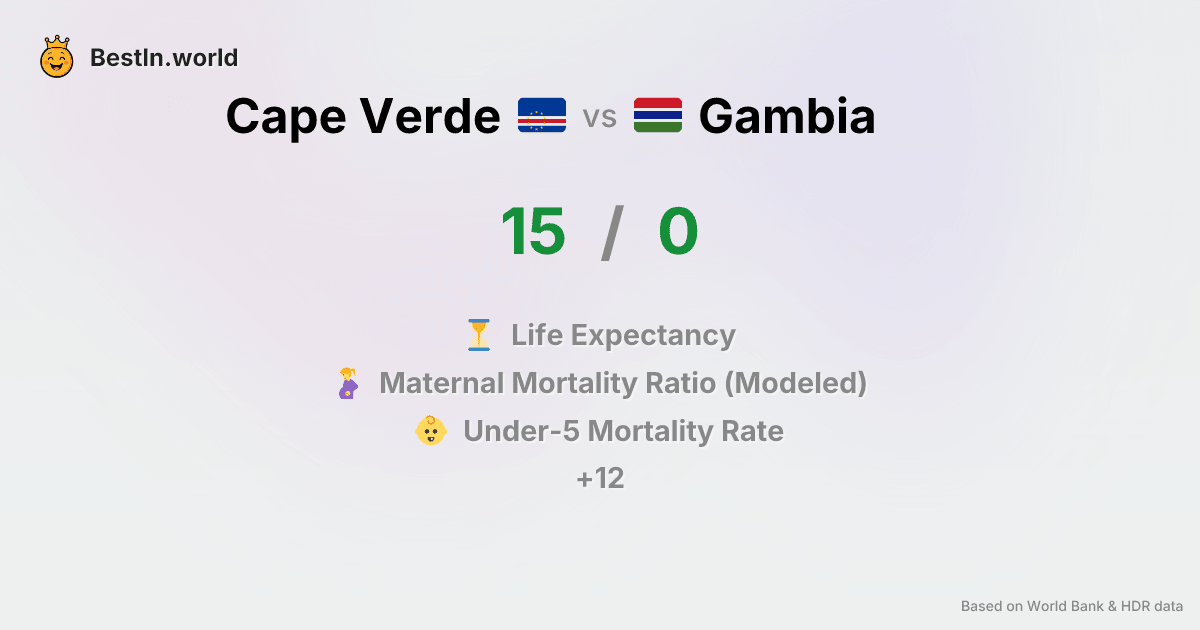 BestIn.world
Cape Verde vs Gambia
15 / 0
Life Expectancy
Maternal Mortality Ratio (Modeled)
Under-5 Mortality Rate
+12
Based on World Bank & HDR data